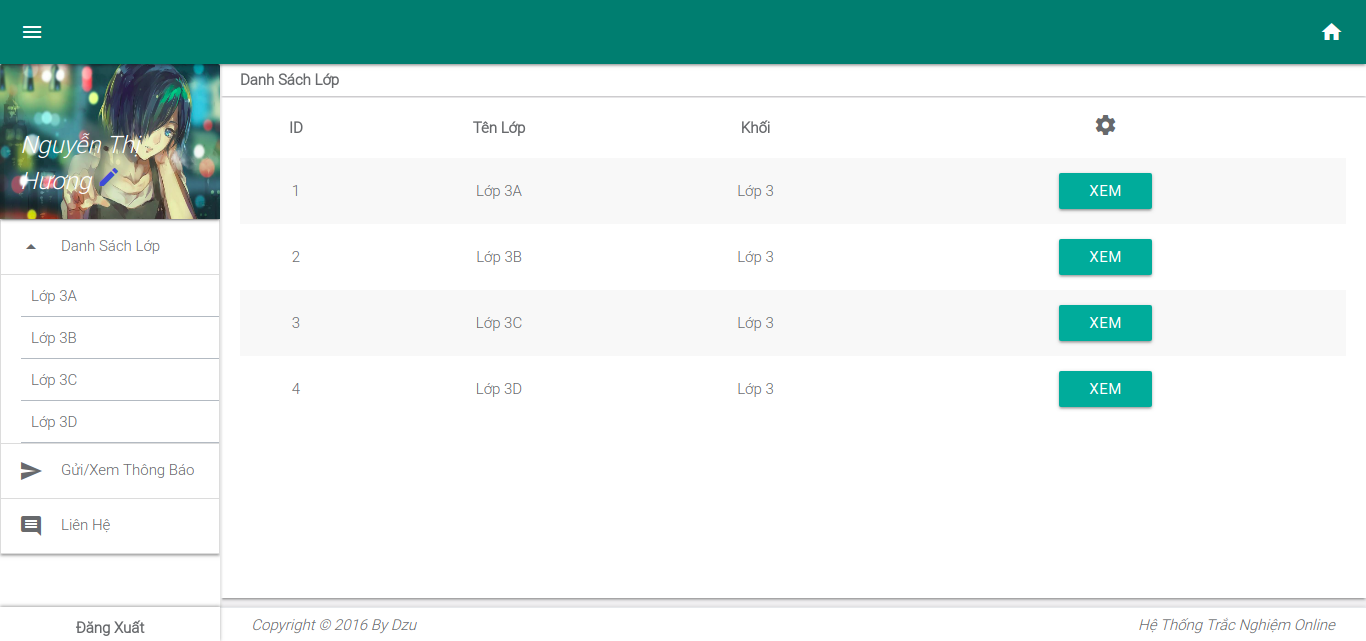 Nguyễn Thị
Hương
Danh Sách Lớp
Lớp 3A
Lớp 3B
Lớp 3C
Lớp 3D
Gửi/Xem Thông Báo
Liên Hệ
Đăng Xuất
Danh Sách Lớp
ID Tên Lớp Khối
1 Lớp 3A Lớp 3 XEM
2 Lớp 3B Lớp 3 XEM
3 Lớp 3C Lớp 3 XEM
4 Lớp 3D Lớp 3 XEM
Copyright © 2016 By Dzu Hệ Thống Trắc Nghiệm Online